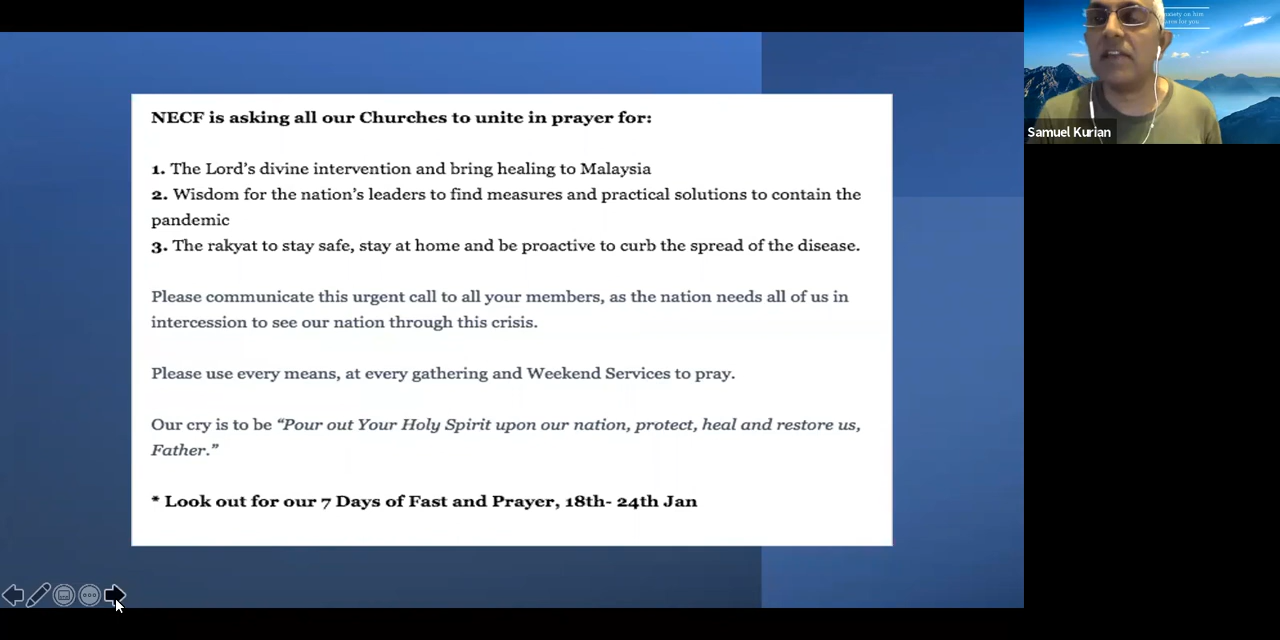 NECF is asking all our Churches to unite in prayer for:
1. The Lord's divine intervention and bring healing to Malaysia
2. Wisdom for the nation's leaders to find measures and practical solutions to contain the
pandemic
3. The rakyat to stay safe, stay at home and be proactive to curb the spread of the disease.
Please communicate this urgent call to all your members, as the nation needs all of us in
intercession to see our nation through this crisis.
Please use every means, at every gathering and Weekend Services to pray.
Our cry is to be “Pour out Your Holy Spirit upon our nation, protect, heal and restore us,
Father.”
* Look out for our 7 Days of Fast and Prayer, 18th- 24th Jan
on him
for you
Samuel Kurian